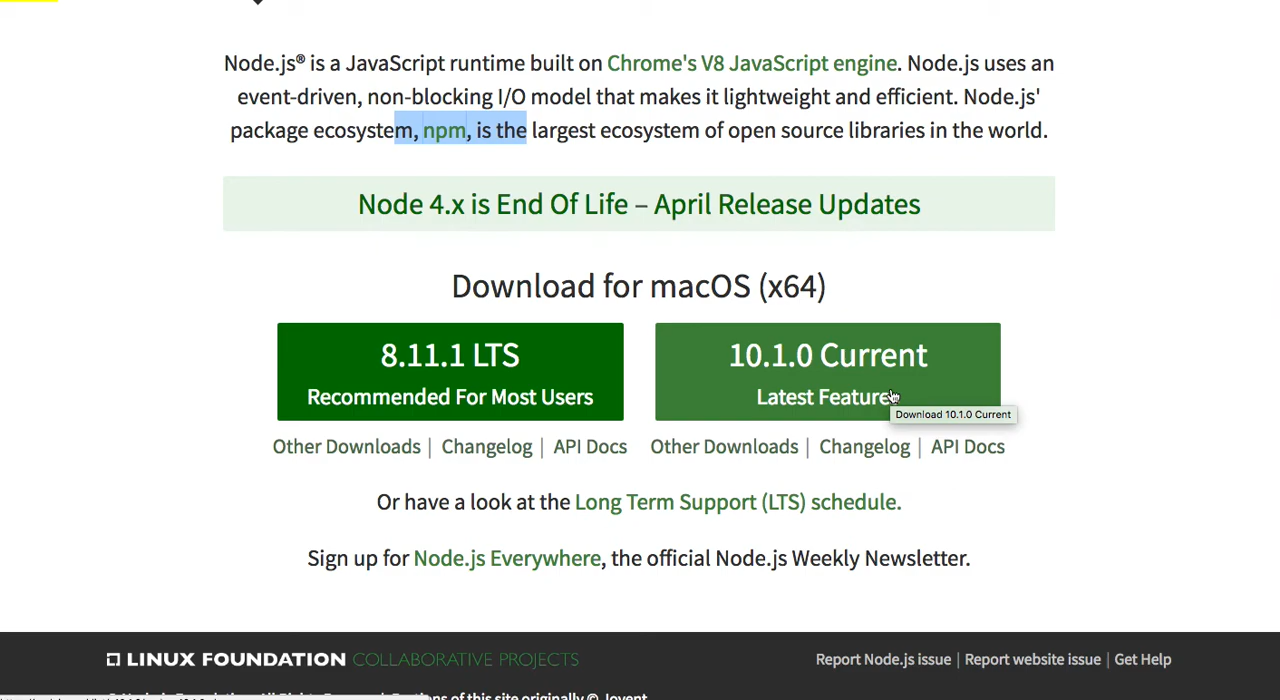 Node.js® is a JavaScript runtime built on Chrome's V8 JavaScript engine. Node.js uses an
event-driven, non-blocking I/O model that makes it lightweight and efficient. Node.js'
package ecosystem, npm, is the largest ecosystem of open source libraries in the world.
Node 4.x is End Of Life – April Release Updates
Download for macOS (x64)
8.11.1 LTS
Recommended For Most Users
10.1.0 Current
Latest Feature
Download 10.1.0 Current
Other Downloads | Changelog | API Docs
Other Downloads | Changelog | API Docs
Or have a look at the Long Term Support (LTS) schedule.
Sign up for Node.js Everywhere, the official Node.js Weekly Newsletter.
LINUX FOUNDATION COLLABORATIVE PROJECTS
Report Node.js issue | Report website issue | Get Help
of this site originally © Joyent